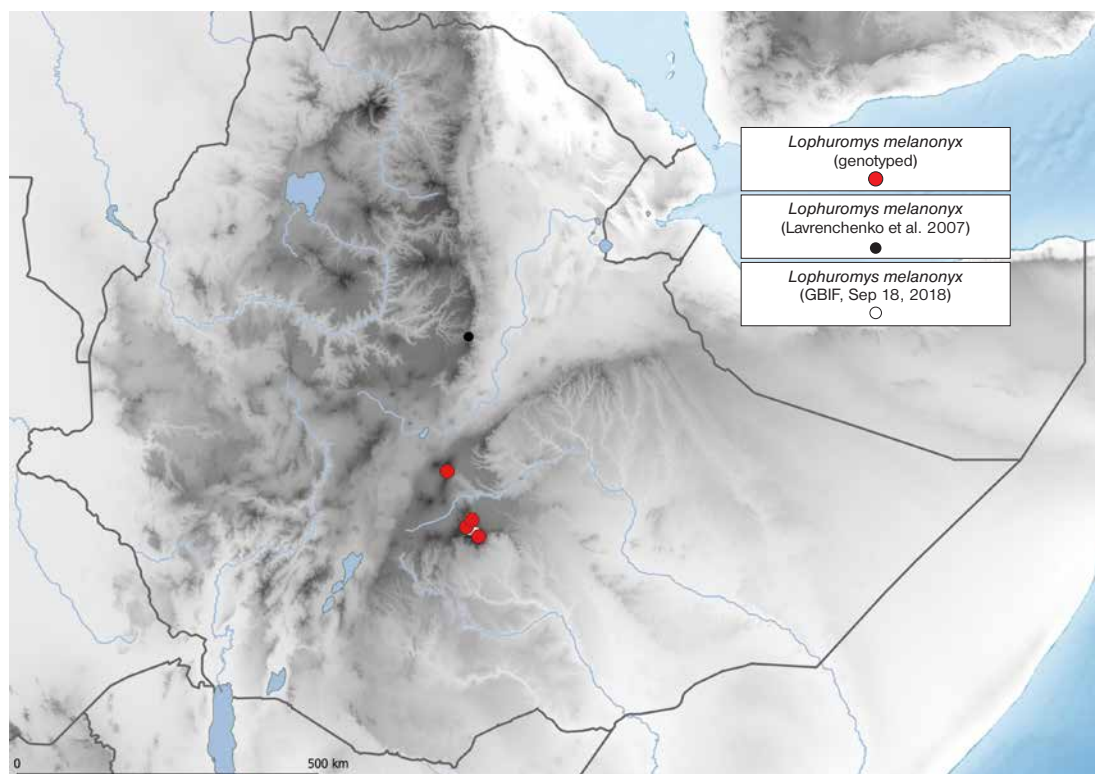 Lophuromys melanonyx
(genotyped)
Lophuromys melanonyx
(Lavrenchenko et al. 2007)
Lophuromys melanonyx
(GBIF, Sep 18, 2018)
0 500 km